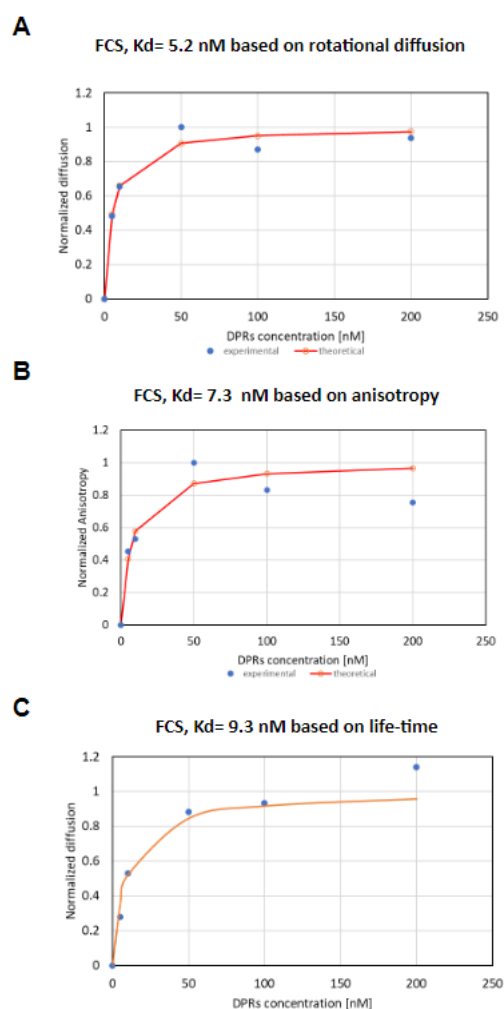 A
FCS, Kd= 5.2 nM based on rotational diffusion
1.2
1
0.8
0.6
0.4
0.2
0
Normalized diffusion
0 50 100 150 200 250
DPRs concentration [nM]
experimental theoretical
B
FCS, Kd= 7.3 nM based on anisotropy
1.2
1
0.8
0.6
0.4
0.2
0
Normalized Anisotropy
0 50 100 150 200 250
DPRs concentration [nM]
experimental theoretical
C
FCS, Kd= 9.3 nM based on life-time
1.2
1
0.8
0.6
0.4
0.2
0
Normalized diffusion
0 50 100 150 200 250
DPRs concentration [nM]